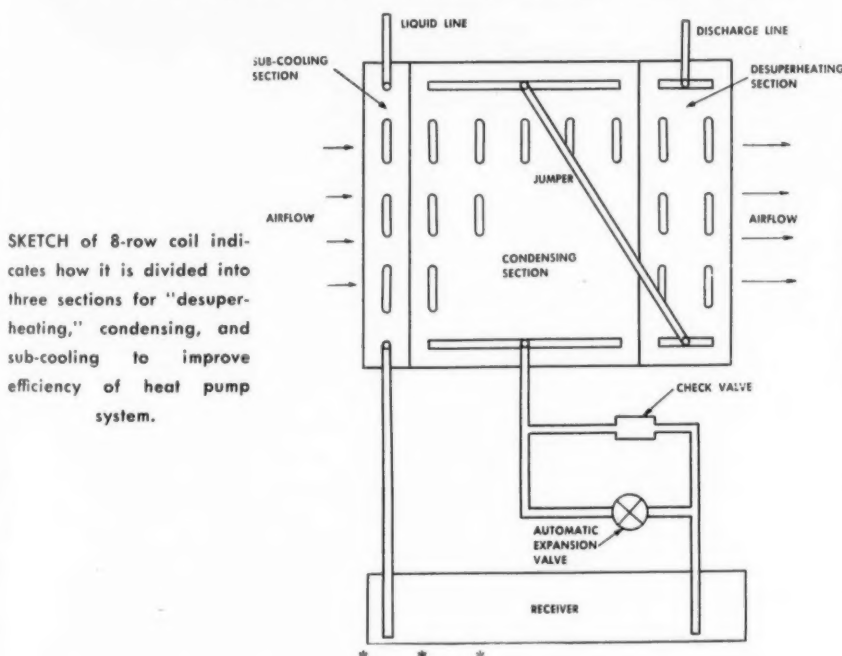 LIQUID LINE
DISCHARGE LINE
SUB-COOLING
SECTION
DESUPERHEATING
SECTION
JUMPER
AIRFLOW
AIRFLOW
CONDENSING
SECTION
SKETCH of 8-row coil indi-
cates how it is divided into
three sections for "desuper-
heating," condensing, and
sub-cooling to improve
efficiency of heat pump
system.
CHECK VALVE
AUTOMATIC
EXPANSION
VALVE
RECEIVER
* * *